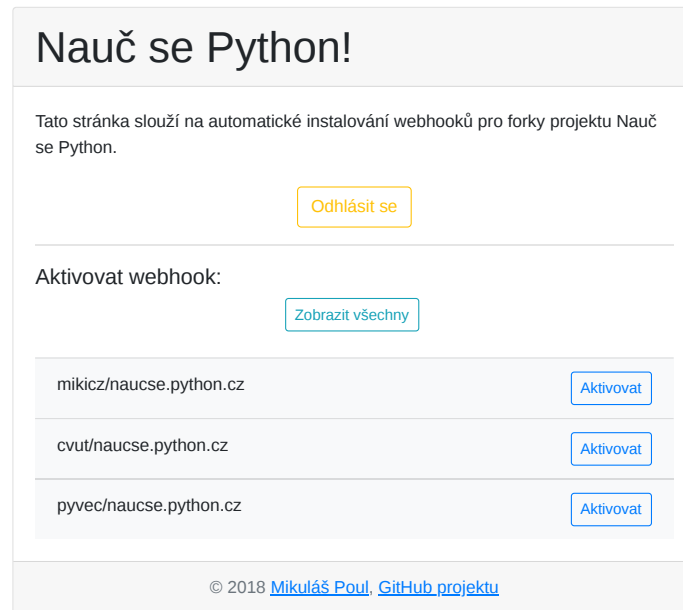 Nauč se Python!
Tato stránka slouží na automatické instalování webhooků pro forky projektu Nauč
se Python.
Odhlásit se
Aktivovat webhook:
Zobrazit všechny
mikicz/naucse.python.cz Aktivovat
cvut/naucse.python.cz Aktivovat
pyvec/naucse.python.cz Aktivovat
© 2018 Mikuláš Poul, GitHub projektu